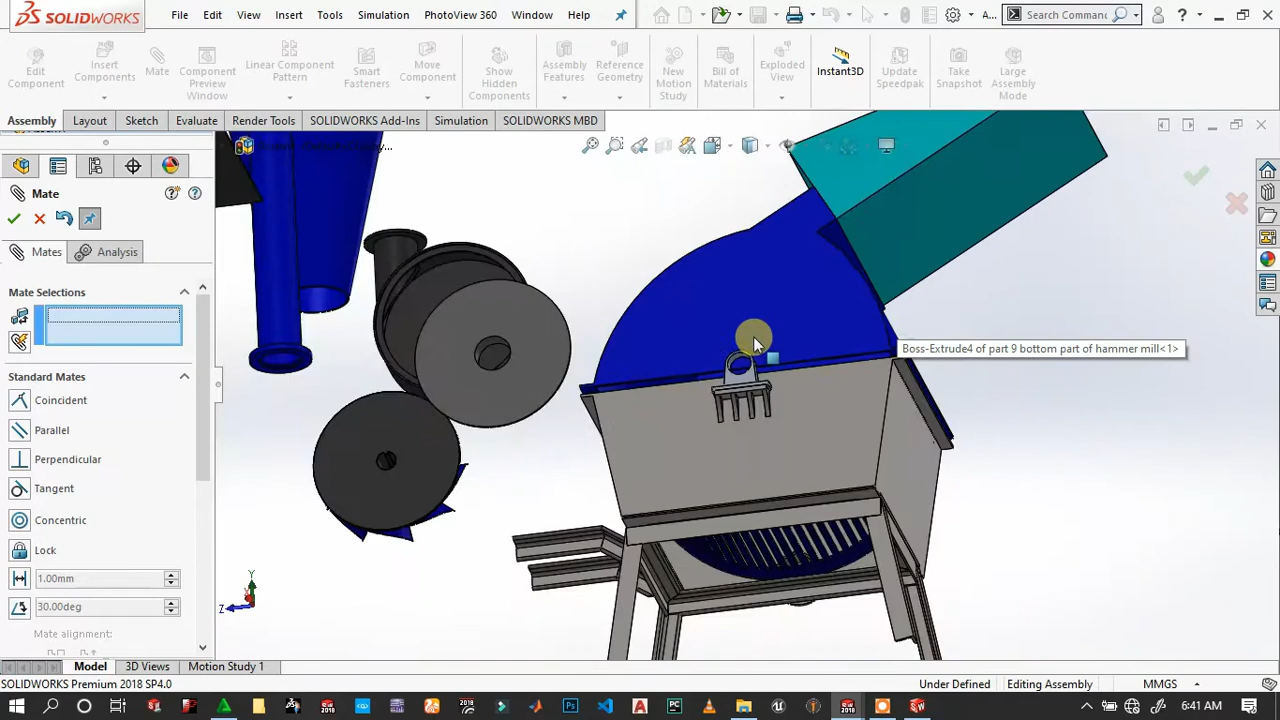 SOLIDWORKS File Edit View Insert Tools Simulation PhotoView 360 Window Help A... Search Command
Edit Component
Insert Components
Mate
Component Preview Window
Linear Component Pattern
Smart Fasteners
Move Component
Show Hidden Components
Assembly Features
Reference Geometry
New Motion Study
Bill of Materials
Exploded View
Instant3D
Update Speedpak
Take Snapshot
Large Assembly Mode
Assembly Layout Sketch Evaluate Render Tools SOLIDWORKS Add-Ins Simulation SOLIDWORKS MBD
Mate
Mates Analysis
Mate Selections
Boss-Extrude4 of part 9 bottom part of hammer mill<1>
Standard Mates
Coincident
Parallel
Perpendicular
Tangent
Concentric
Lock
1.00mm
30.00deg
Mate alignment:
Y
Z
Model 3D Views Motion Study 1
SOLIDWORKS Premium 2018 SP4.0 Under Defined Editing Assembly MMGS
6:41 AM